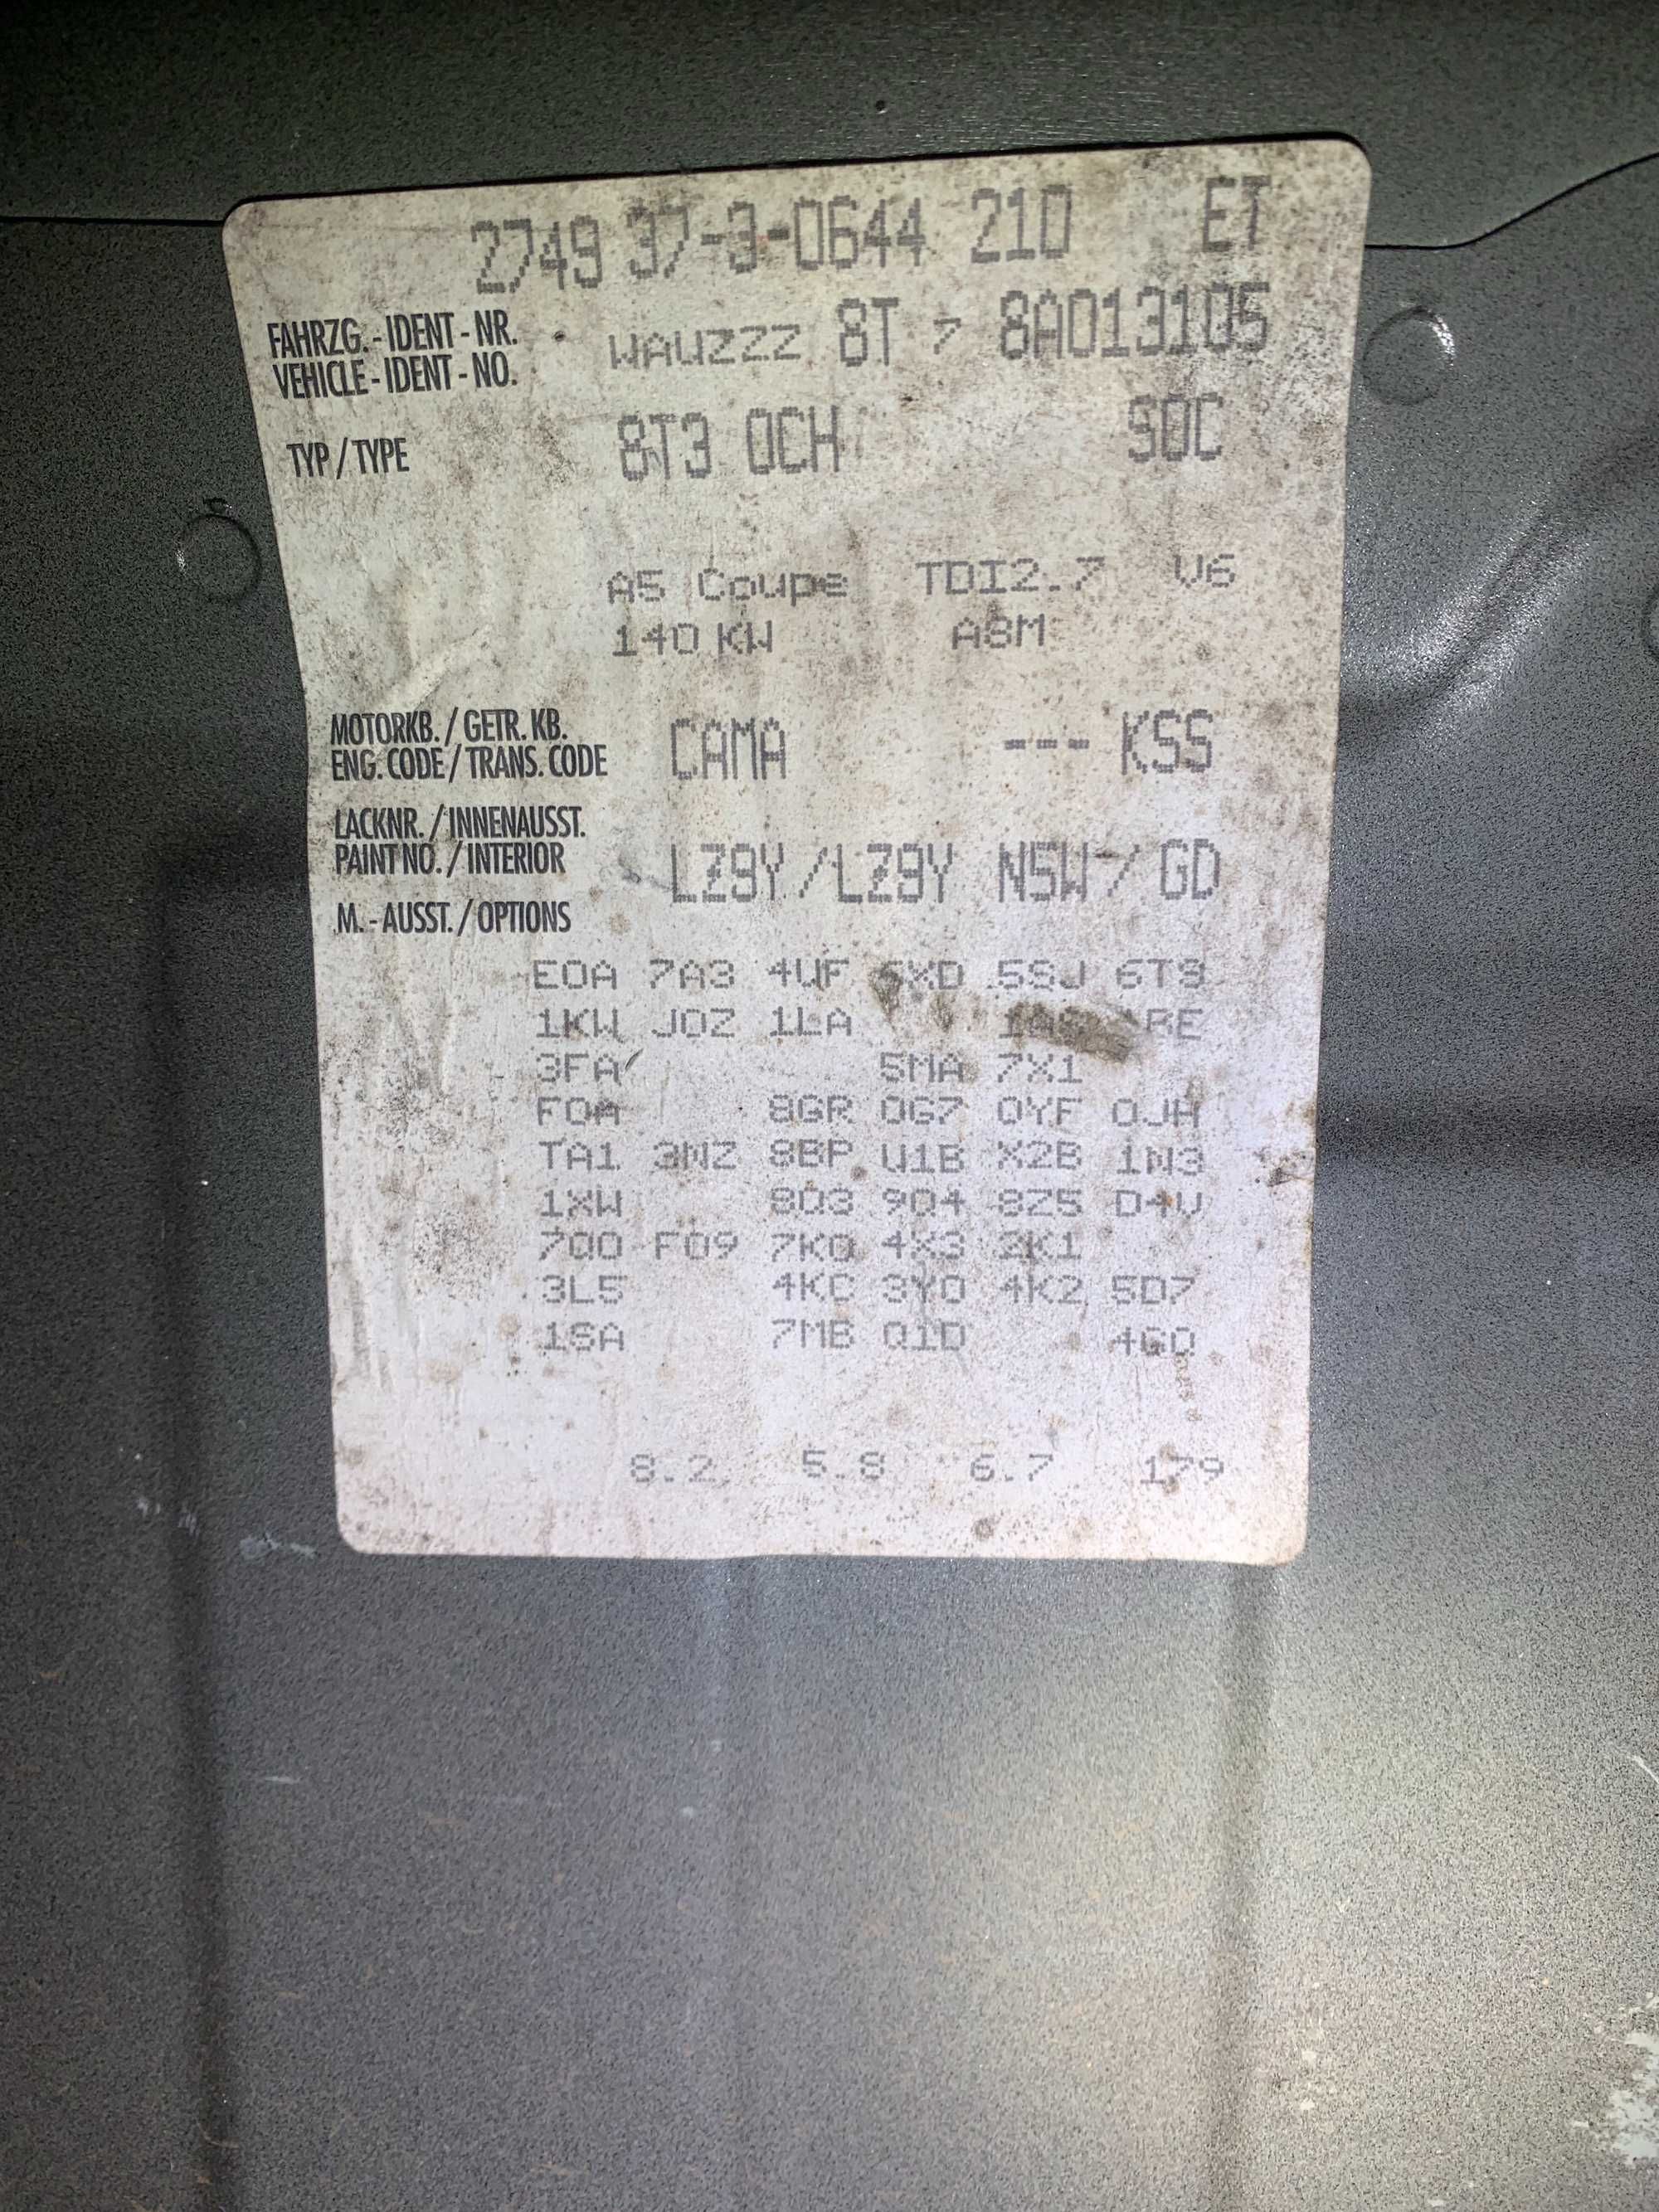 2749 37-3-0644 210 ET
FAHRZG.-IDENT-NR.
VEHICLE-IDENT-NO.
WAUZZZ 8T > 8A013105
TYP/TYPE 8T3 0CH S0C
A5 Coupe TDI2.7 V6
140 KW A8M
MOTORKB./GETR.KB.
ENG.CODE/TRANS.CODE
CAMA --- KSS
LACKNR./INNENAUSST.
PAINT NO./INTERIOR
LZ9Y/LZ9Y N5W/GD
M.-AUSST./OPTIONS
E0A 7A3 4UF 5SJ
1KW J0Z 1LA
3FA 5MA 7X1
F0A 8GR 0G7 0YF 0JH
TA1 3NZ 8BP U1B X2B 1N3
1XW 8Q3 9Q4 8Z5 D4V
7Q0 F09 7K0 4X3 2K1
3L5 4KC 3Y0 4K2 5D7
1SA 7MB Q1D 4G0
8.2 5.8 6.7 179